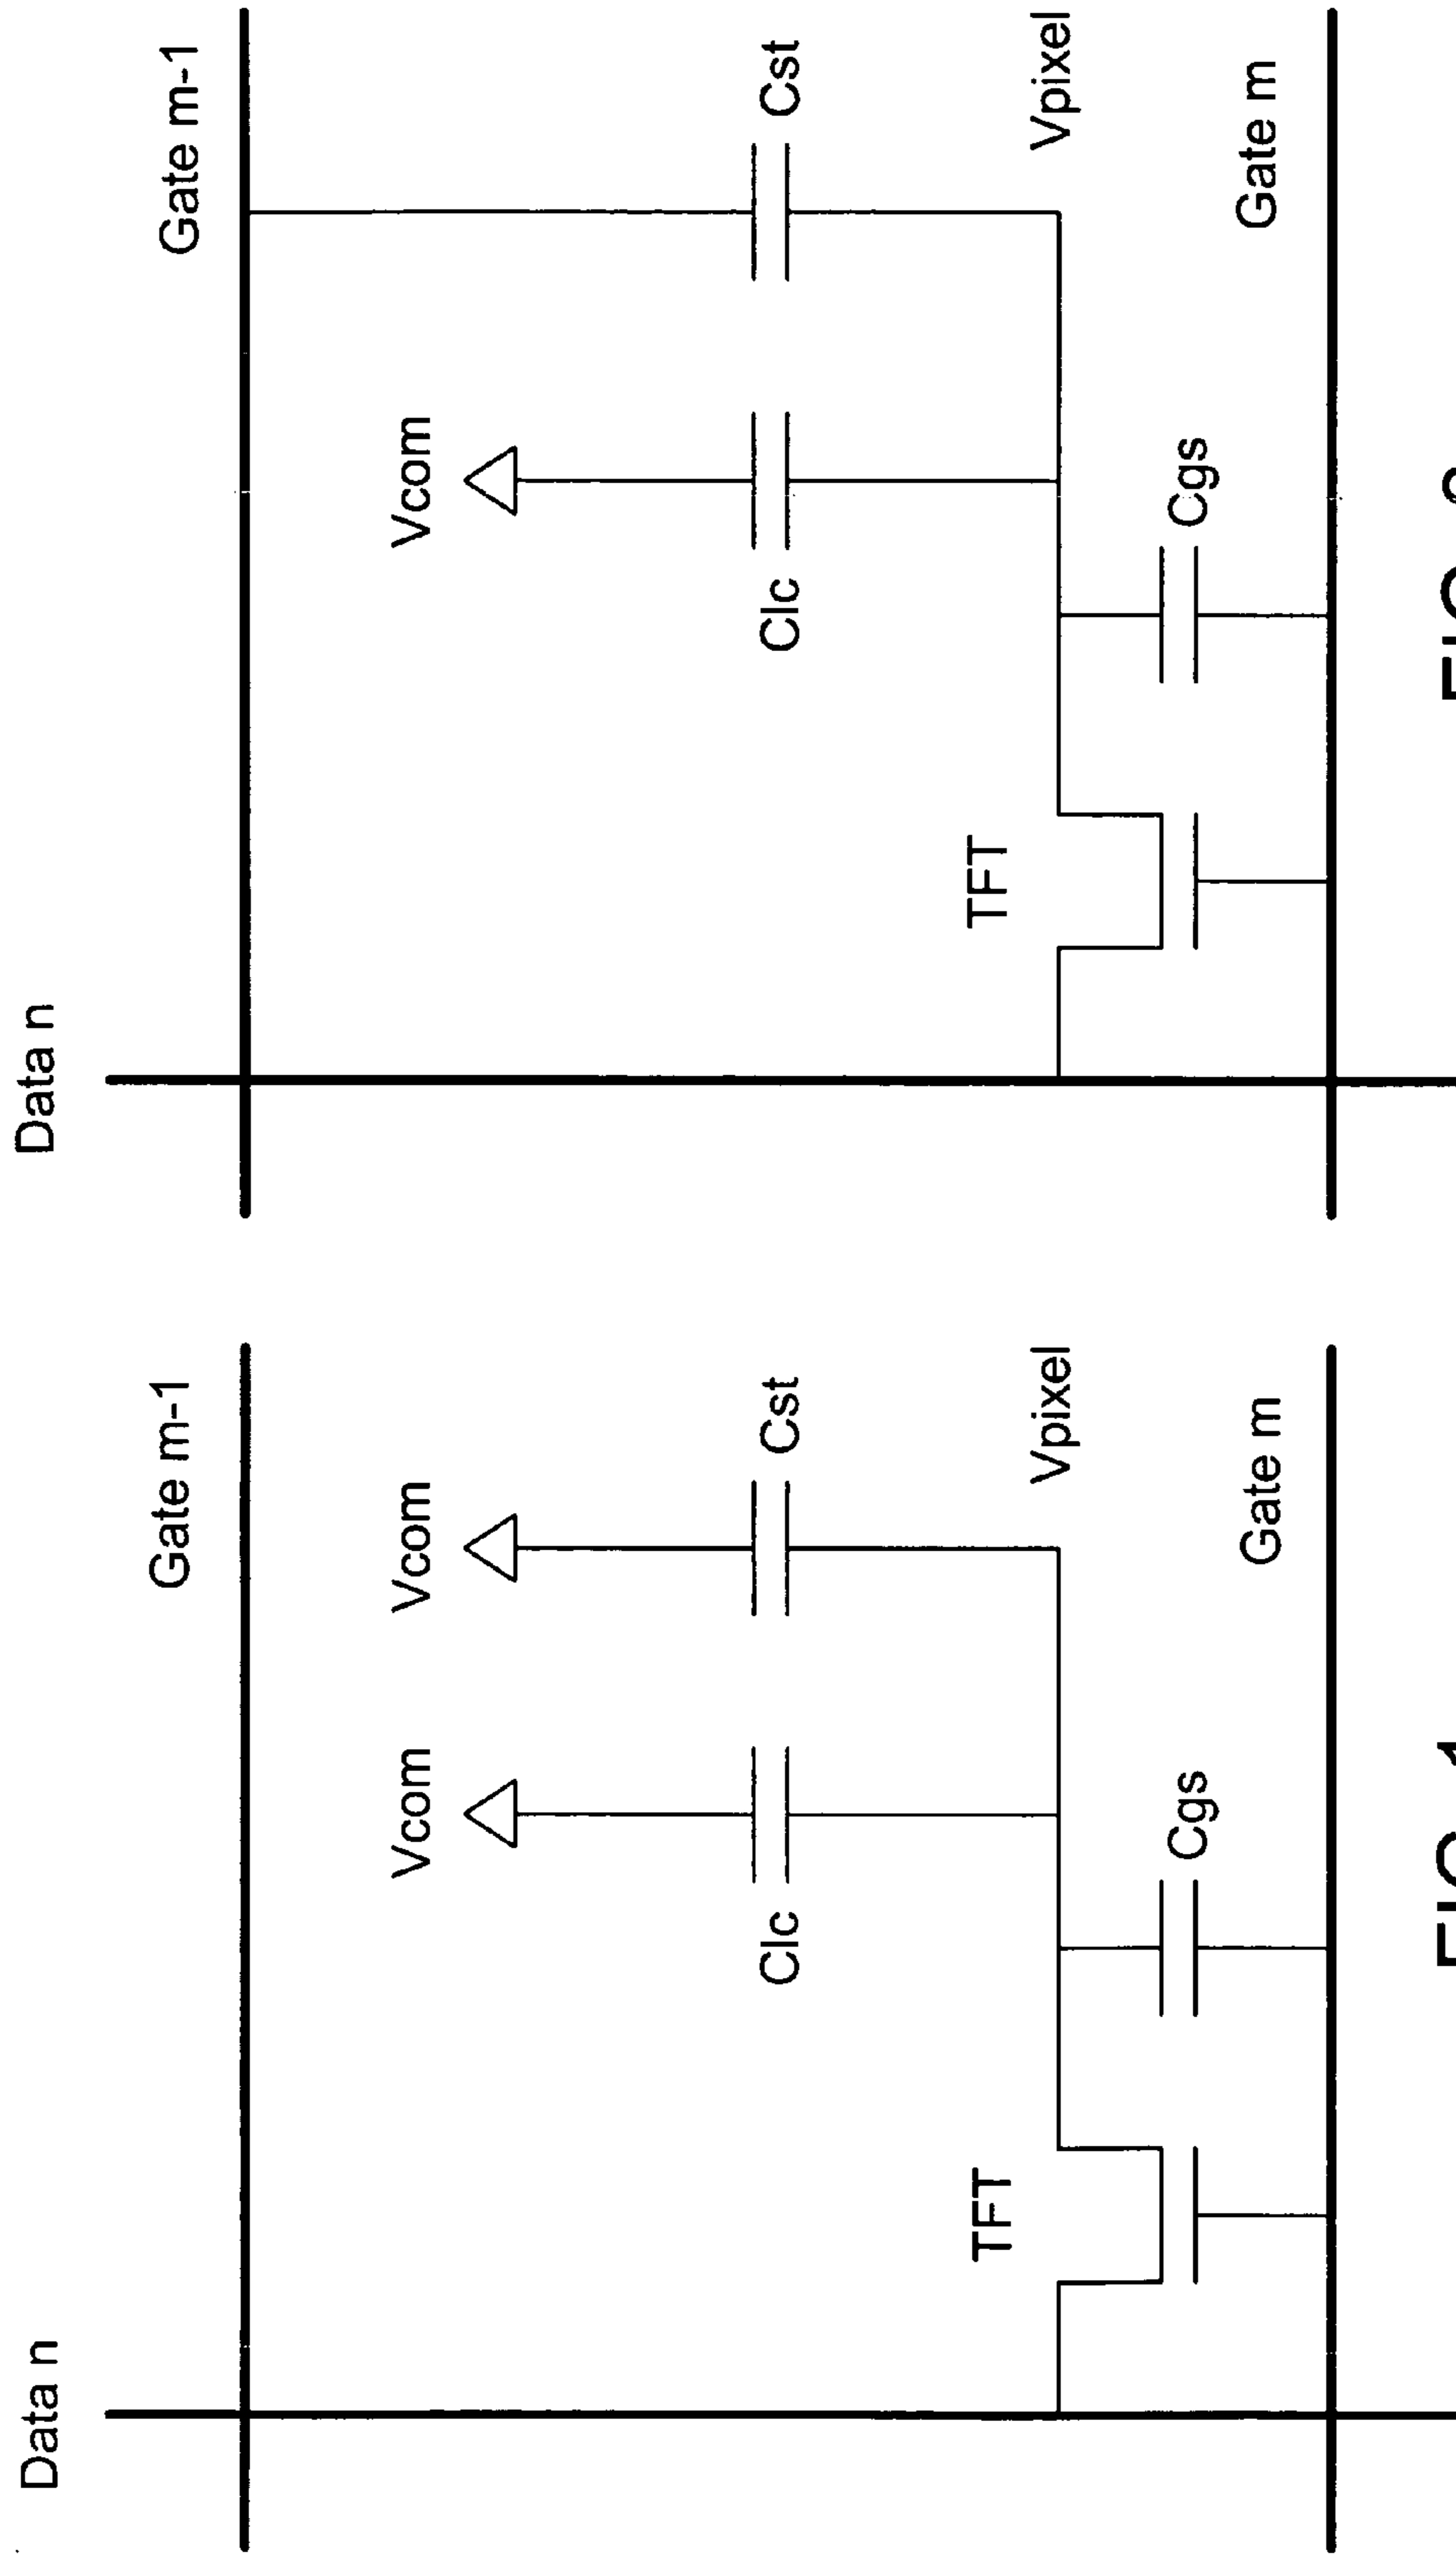 Data n
Gate m-1
Vcom
Vcom
Clc
Cst
TFT
Vpixel
Cgs
Gate m
Data n
Gate m-1
Vcom
Clc
Cst
TFT
Vpixel
Cgs
Gate m